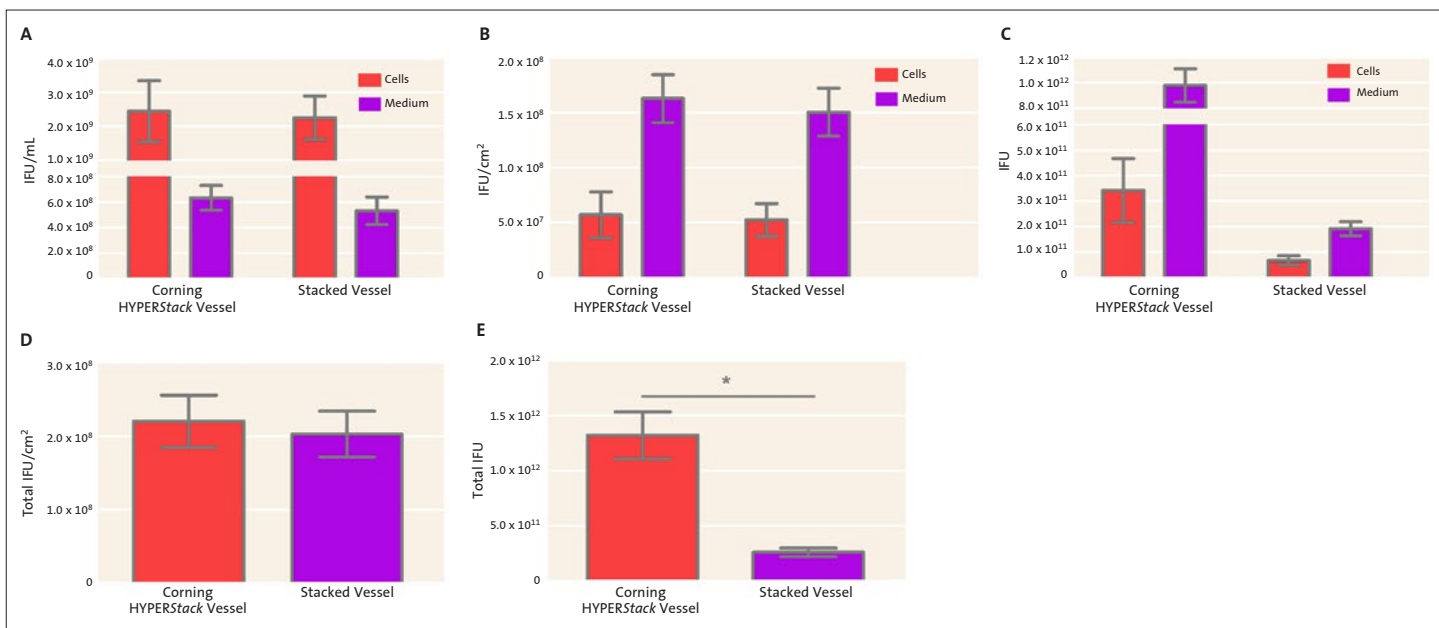 A
4.0 x 10⁹
3.0 x 10⁹
2.0 x 10⁹
1.0 x 10⁹
8.0 x 10⁸
6.0 x 10⁸
4.0 x 10⁸
2.0 x 10⁸
0
IFU/mL
Cells
Medium
Corning
HYPERStack Vessel
Stacked Vessel
B
2.0 x 10⁸
1.5 x 10⁸
1.0 x 10⁸
5.0 x 10⁷
0
IFU/cm²
Cells
Medium
Corning
HYPERStack Vessel
Stacked Vessel
C
1.2 x 10¹²
1.0 x 10¹²
8.0 x 10¹¹
6.0 x 10¹¹
5.0 x 10¹¹
4.0 x 10¹¹
3.0 x 10¹¹
2.0 x 10¹¹
1.0 x 10¹¹
0
IFU
Cells
Medium
Corning
HYPERStack Vessel
Stacked Vessel
D
3.0 x 10⁸
2.0 x 10⁸
1.0 x 10⁸
0
Total IFU/cm²
Corning
HYPERStack Vessel
Stacked Vessel
E
2.0 x 10¹²
1.5 x 10¹²
1.0 x 10¹²
5.0 x 10¹¹
0
Total IFU
*
Corning
HYPERStack Vessel
Stacked Vessel